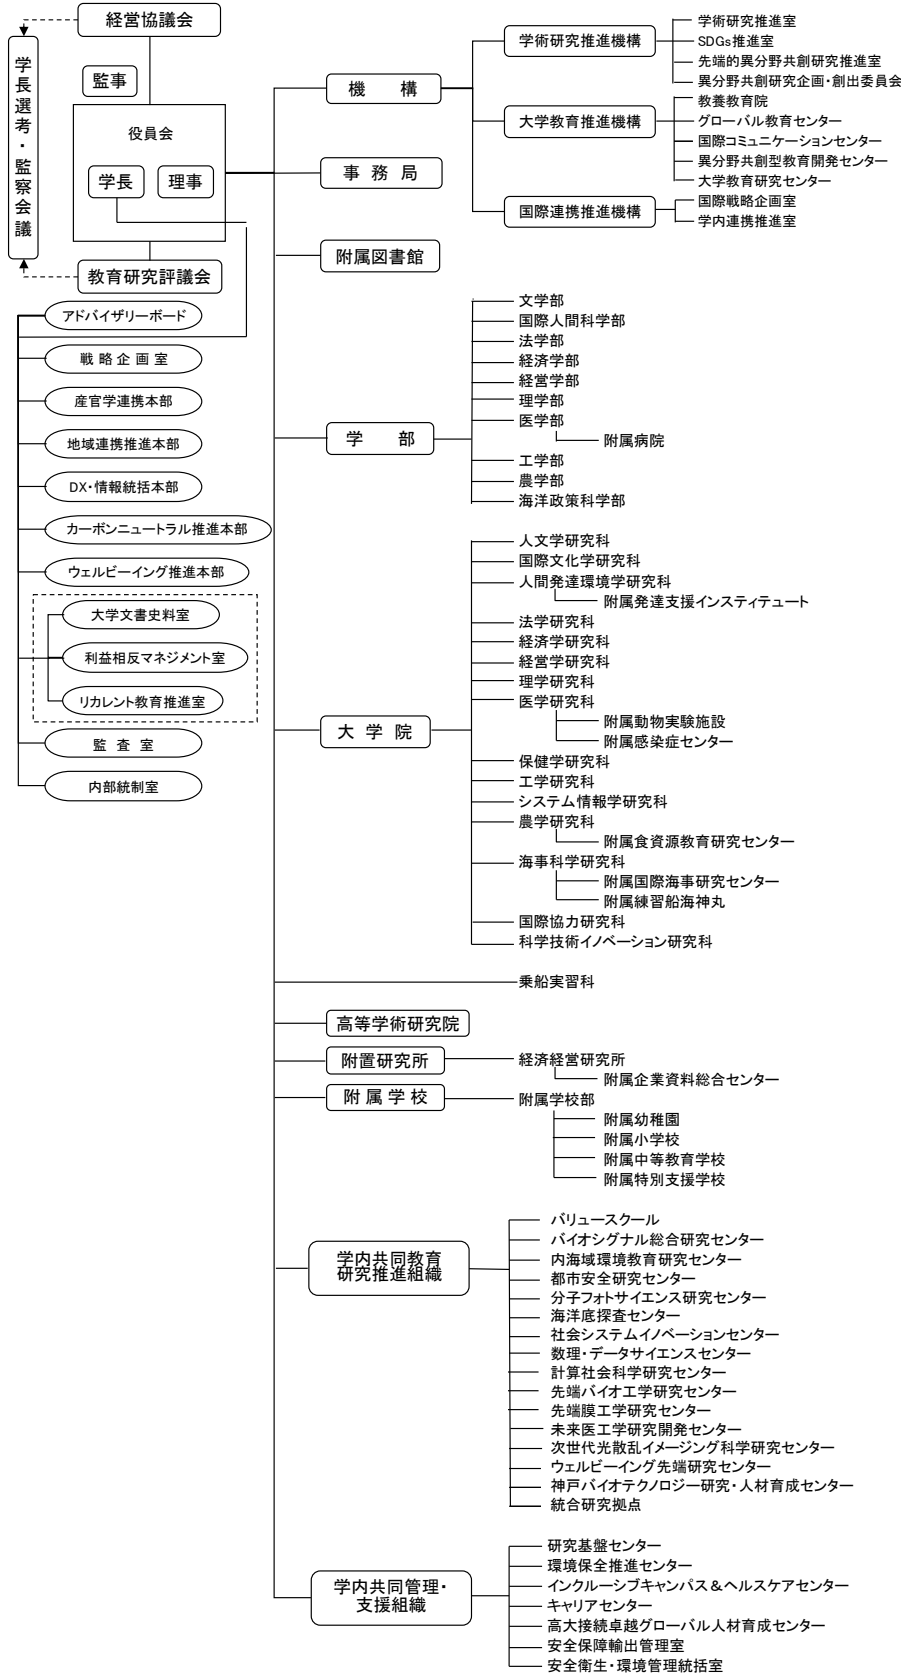 経営協議会
学長選考・監察会議
監事
役員会
学長
理事
教育研究評議会
アドバイザリーボード
戦略企画室
産官学連携本部
地域連携推進本部
DX・情報統括本部
カーボンニュートラル推進本部
ウェルビーイング推進本部
大学文書史料室
利益相反マネジメント室
リカレント教育推進室
監査室
内部統制室
機構
学術研究推進機構
学術研究推進室
SDGs推進室
先端的異分野共創研究推進室
異分野共創研究企画・創出委員会
大学教育推進機構
教養教育院
グローバル教育センター
国際コミュニケーションセンター
異分野共創型教育開発センター
大学教育研究センター
国際連携推進機構
国際戦略企画室
学内連携推進室
事務局
附属図書館
学部
文学部
国際人間科学部
法学部
経済学部
経営学部
理学部
医学部
附属病院
工学部
農学部
海洋政策科学部
大学院
人文学研究科
国際文化学研究科
人間発達環境学研究科
附属発達支援インスティテュート
法学研究科
経済学研究科
経営学研究科
理学研究科
医学研究科
附属動物実験施設
附属感染症センター
保健学研究科
工学研究科
システム情報学研究科
農学研究科
附属食資源教育研究センター
海事科学研究科
附属国際海事研究センター
附属練習船海神丸
国際協力研究科
科学技術イノベーション研究科
乗船実習科
高等学術研究院
附置研究所
経済経営研究所
附属企業資料総合センター
附属学校
附属学校部
附属幼稚園
附属小学校
附属中等教育学校
附属特別支援学校
学内共同教育
研究推進組織
バリュースクール
バイオシグナル総合研究センター
内海域環境教育研究センター
都市安全研究センター
分子フォトサイエンス研究センター
海洋底探査センター
社会システムイノベーションセンター
数理・データサイエンスセンター
計算社会科学研究センター
先端バイオ工学研究センター
先端膜工学研究センター
未来医工学研究開発センター
次世代光散乱イメージング科学研究センター
ウェルビーイング先端研究センター
神戸バイオテクノロジー研究・人材育成センター
統合研究拠点
学内共同管理・
支援組織
研究基盤センター
環境保全推進センター
インクルーシブキャンパス&ヘルスケアセンター
キャリアセンター
高大接続卓越グローバル人材育成センター
安全保障輸出管理室
安全衛生・環境管理統括室